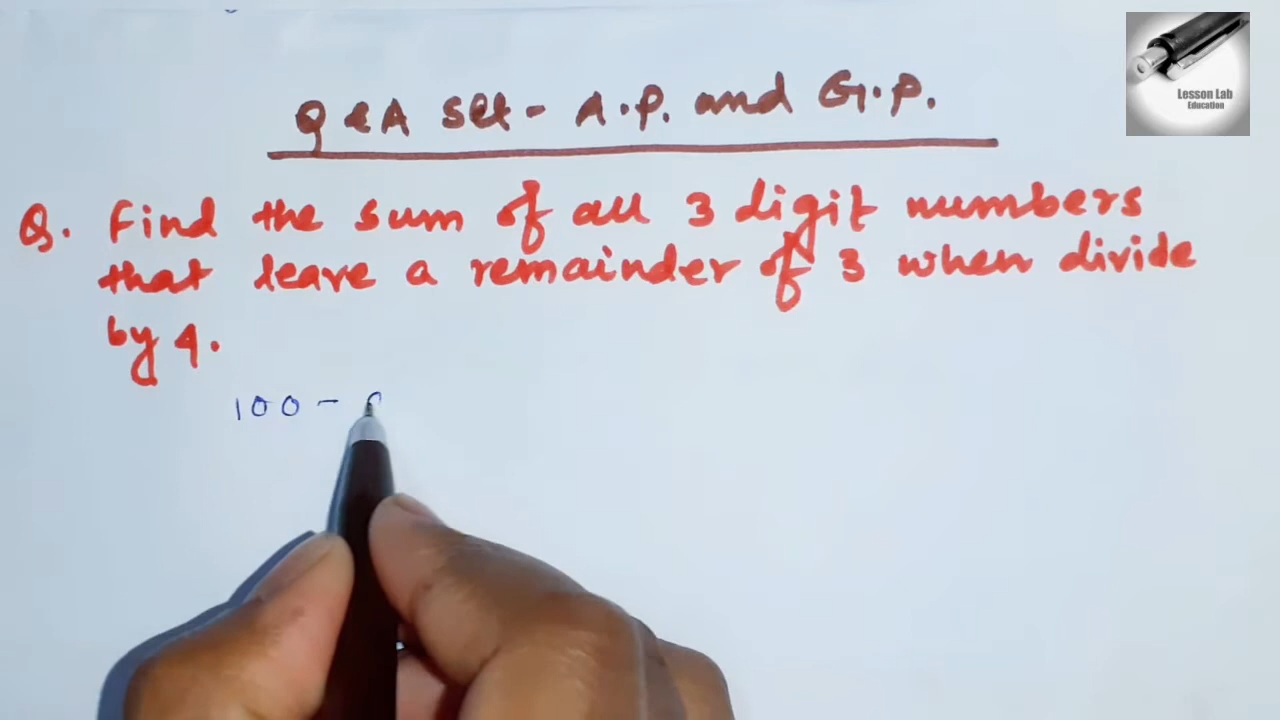 Q & A Set - A.P. and G.P.
Lesson Lab
Education
Q. Find the sum of all 3 digit numbers
that leave a remainder of 3 when divide
by 4.
100 -